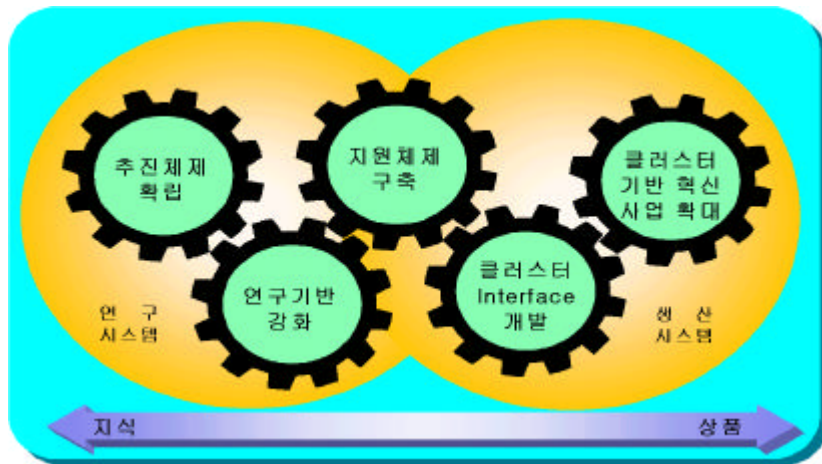 추진체제
확립
지원체제
구축
클러스터
기반 혁신
사업 확대
연구기반
강화
클러스터
Interface
개발
연 구
시스템
생 산
시스템
지식
상품